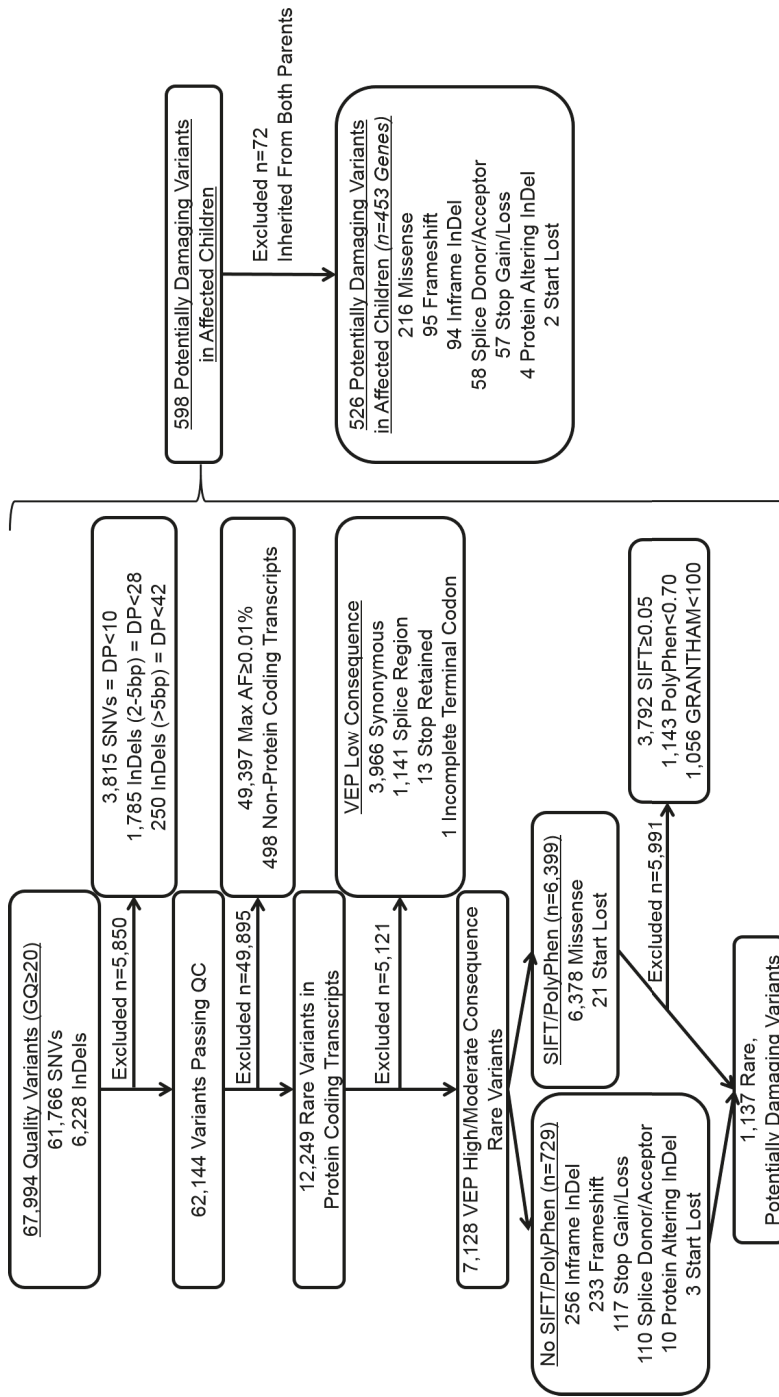 67,994 Quality Variants (GQ≥20)
61,766 SNVs
6,228 InDels
Excluded n=5,850
3,815 SNVs = DP<10
1,785 InDels (2-5bp) = DP<28
250 InDels (>5bp) = DP<42
62,144 Variants Passing QC
Excluded n=49,895
49,397 Max AF≥0.01%
498 Non-Protein Coding Transcripts
12,249 Rare Variants in
Protein Coding Transcripts
Excluded n=5,121
VEP Low Consequence
3,966 Synonymous
1,141 Splice Region
13 Stop Retained
1 Incomplete Terminal Codon
7,128 VEP High/Moderate Consequence
Rare Variants
No SIFT/PolyPhen (n=729)
256 Inframe InDel
233 Frameshift
117 Stop Gain/Loss
110 Splice Donor/Acceptor
10 Protein Altering InDel
3 Start Lost
SIFT/PolyPhen (n=6,399)
6,378 Missense
21 Start Lost
Excluded n=5,991
3,792 SIFT≥0.05
1,143 PolyPhen<0.70
1,056 GRANTHAM<100
1,137 Rare,
Potentially Damaging Variants
598 Potentially Damaging Variants
in Affected Children
Excluded n=72
Inherited From Both Parents
526 Potentially Damaging Variants
in Affected Children (n=453 Genes)
216 Missense
95 Frameshift
94 Inframe InDel
58 Splice Donor/Acceptor
57 Stop Gain/Loss
4 Protein Altering InDel
2 Start Lost